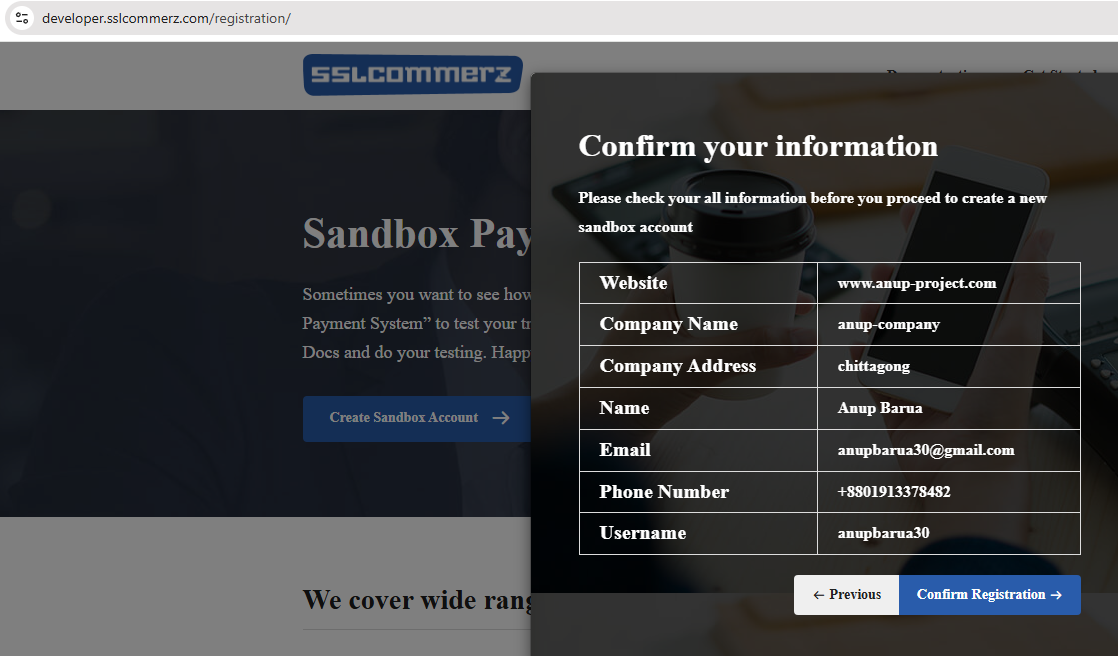 developer.sslcommerz.com/registration/
SSLCOMMERZ
Confirm your information
Please check your all information before you proceed to create a new
sandbox account
Website www.anup-project.com
Company Name anup-company
Company Address chittagong
Name Anup Barua
Email anupbarua30@gmail.com
Phone Number +8801913378482
Username anupbarua30
← Previous Confirm Registration →
Sandbox Pay
Sometimes you want to see how
Payment System” to test your
Docs and do your testing.
Create Sandbox Account →
We cover wide